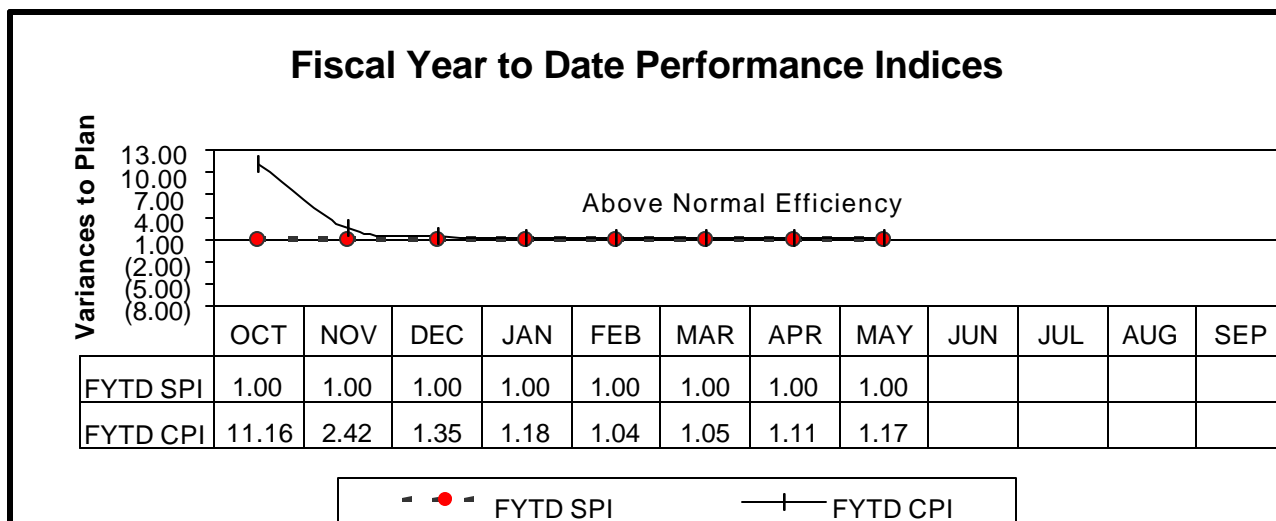 Fiscal Year to Date Performance Indices
Variances to Plan
13.00
10.00
7.00
4.00
1.00
(2.00)
(5.00)
(8.00)
Above Normal Efficiency
OCT NOV DEC JAN FEB MAR APR MAY JUN JUL AUG SEP
FYTD SPI 1.00 1.00 1.00 1.00 1.00 1.00 1.00 1.00
FYTD CPI 11.16 2.42 1.35 1.18 1.04 1.05 1.11 1.17
FYTD SPI FYTD CPI